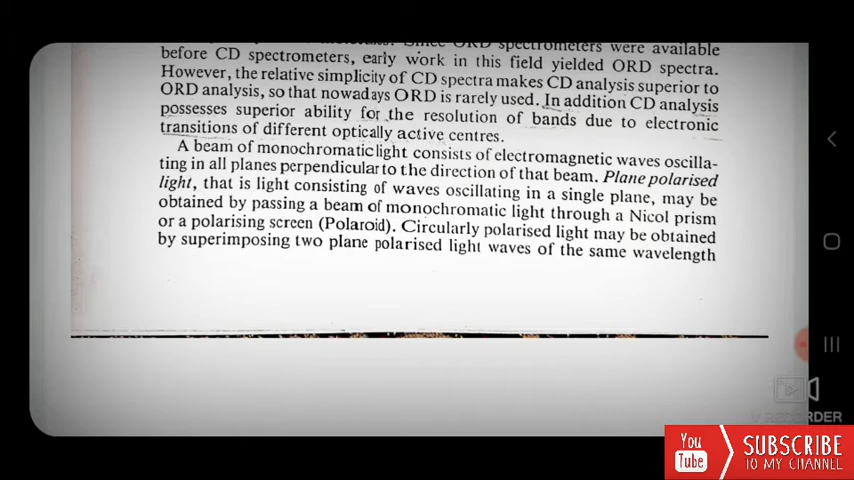 Since ORD spectrometers were available
before CD spectrometers, early work in this field yielded ORD spectra.
However, the relative simplicity of CD spectra makes CD analysis superior to
ORD analysis, so that nowadays ORD is rarely used. In addition CD analysis
possesses superior ability for the resolution of bands due to electronic
transitions of different optically active centres.
A beam of monochromatic light consists of electromagnetic waves oscilla-
ting in all planes perpendicular to the direction of that beam. Plane polarised
light, that is light consisting of waves oscillating in a single plane, may be
obtained by passing a beam of monochromatic light through a Nicol prism
or a polarising screen (Polaroid). Circularly polarised light may be obtained
by superimposing two plane polarised light waves of the same wavelength
V RECORDER
You
Tube
SUBSCRIBE
TO MY CHANNEL